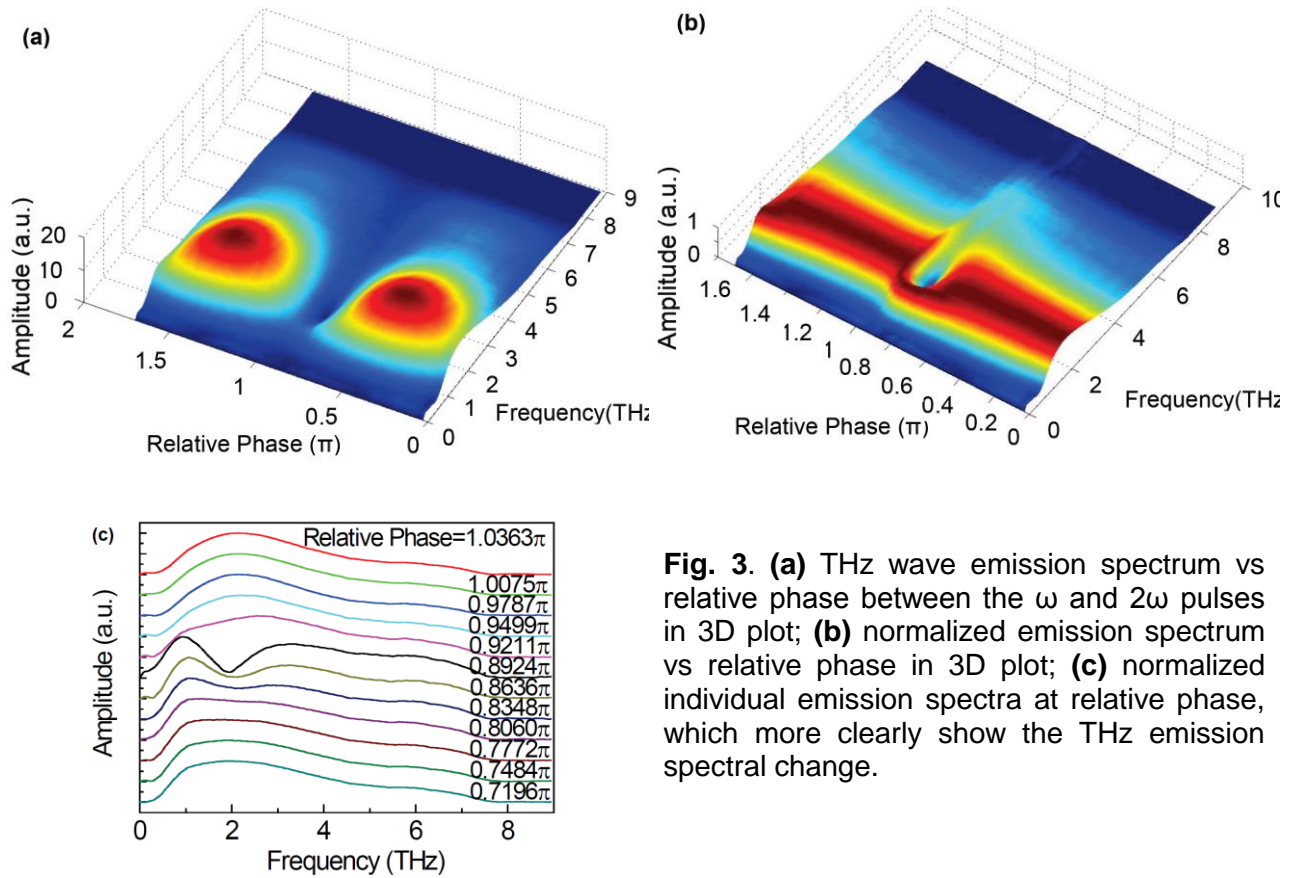 (a)
Amplitude (a.u.)
20
10
0
2
1.5
1
0.5
0
Relative Phase (π)
0
1
2
3
4
5
6
7
8
9
Frequency(THz
(b)
Amplitude (a.u.)
1
0
1.6
1.4
1.2
1
0.8
0.6
0.4
0.2
0
Relative Phase (π)
0
2
4
6
8
10
Frequency(THz
(c)
Amplitude (a.u.)
Relative Phase=1.0363π
1.0075π
0.9787π
0.9499π
0.9211π
0.8924π
0.8636π
0.8348π
0.8060π
0.7772π
0.7484π
0.7196π
0 2 4 6 8
Frequency (THz)
Fig. 3. (a) THz wave emission spectrum vs
relative phase between the ω and 2ω pulses
in 3D plot; (b) normalized emission spectrum
vs relative phase in 3D plot; (c) normalized
individual emission spectra at relative phase,
which more clearly show the THz emission
spectral change.